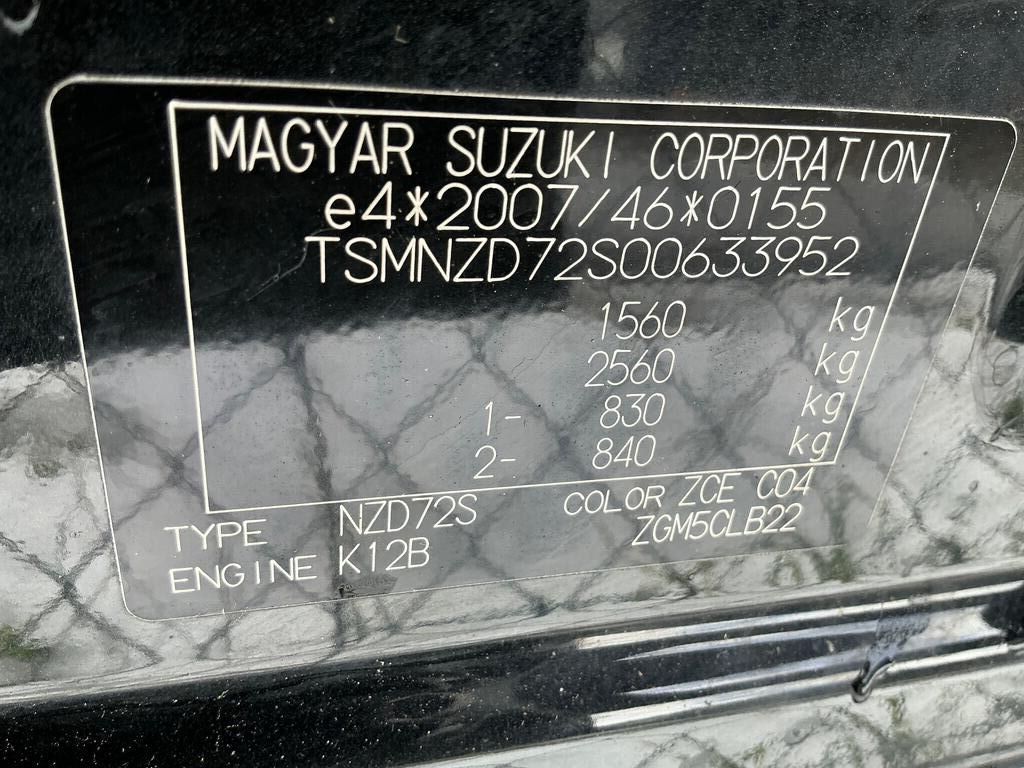 MAGYAR SUZUKI CORPORATION
e4*2007/46*0155
TSMNZD72S00633952
1560 kg
2560 kg
1- 830 kg
2- 840 kg
TYPE NZD72S COLOR ZCE C04
ENGINE K12B ZGM5CLB22